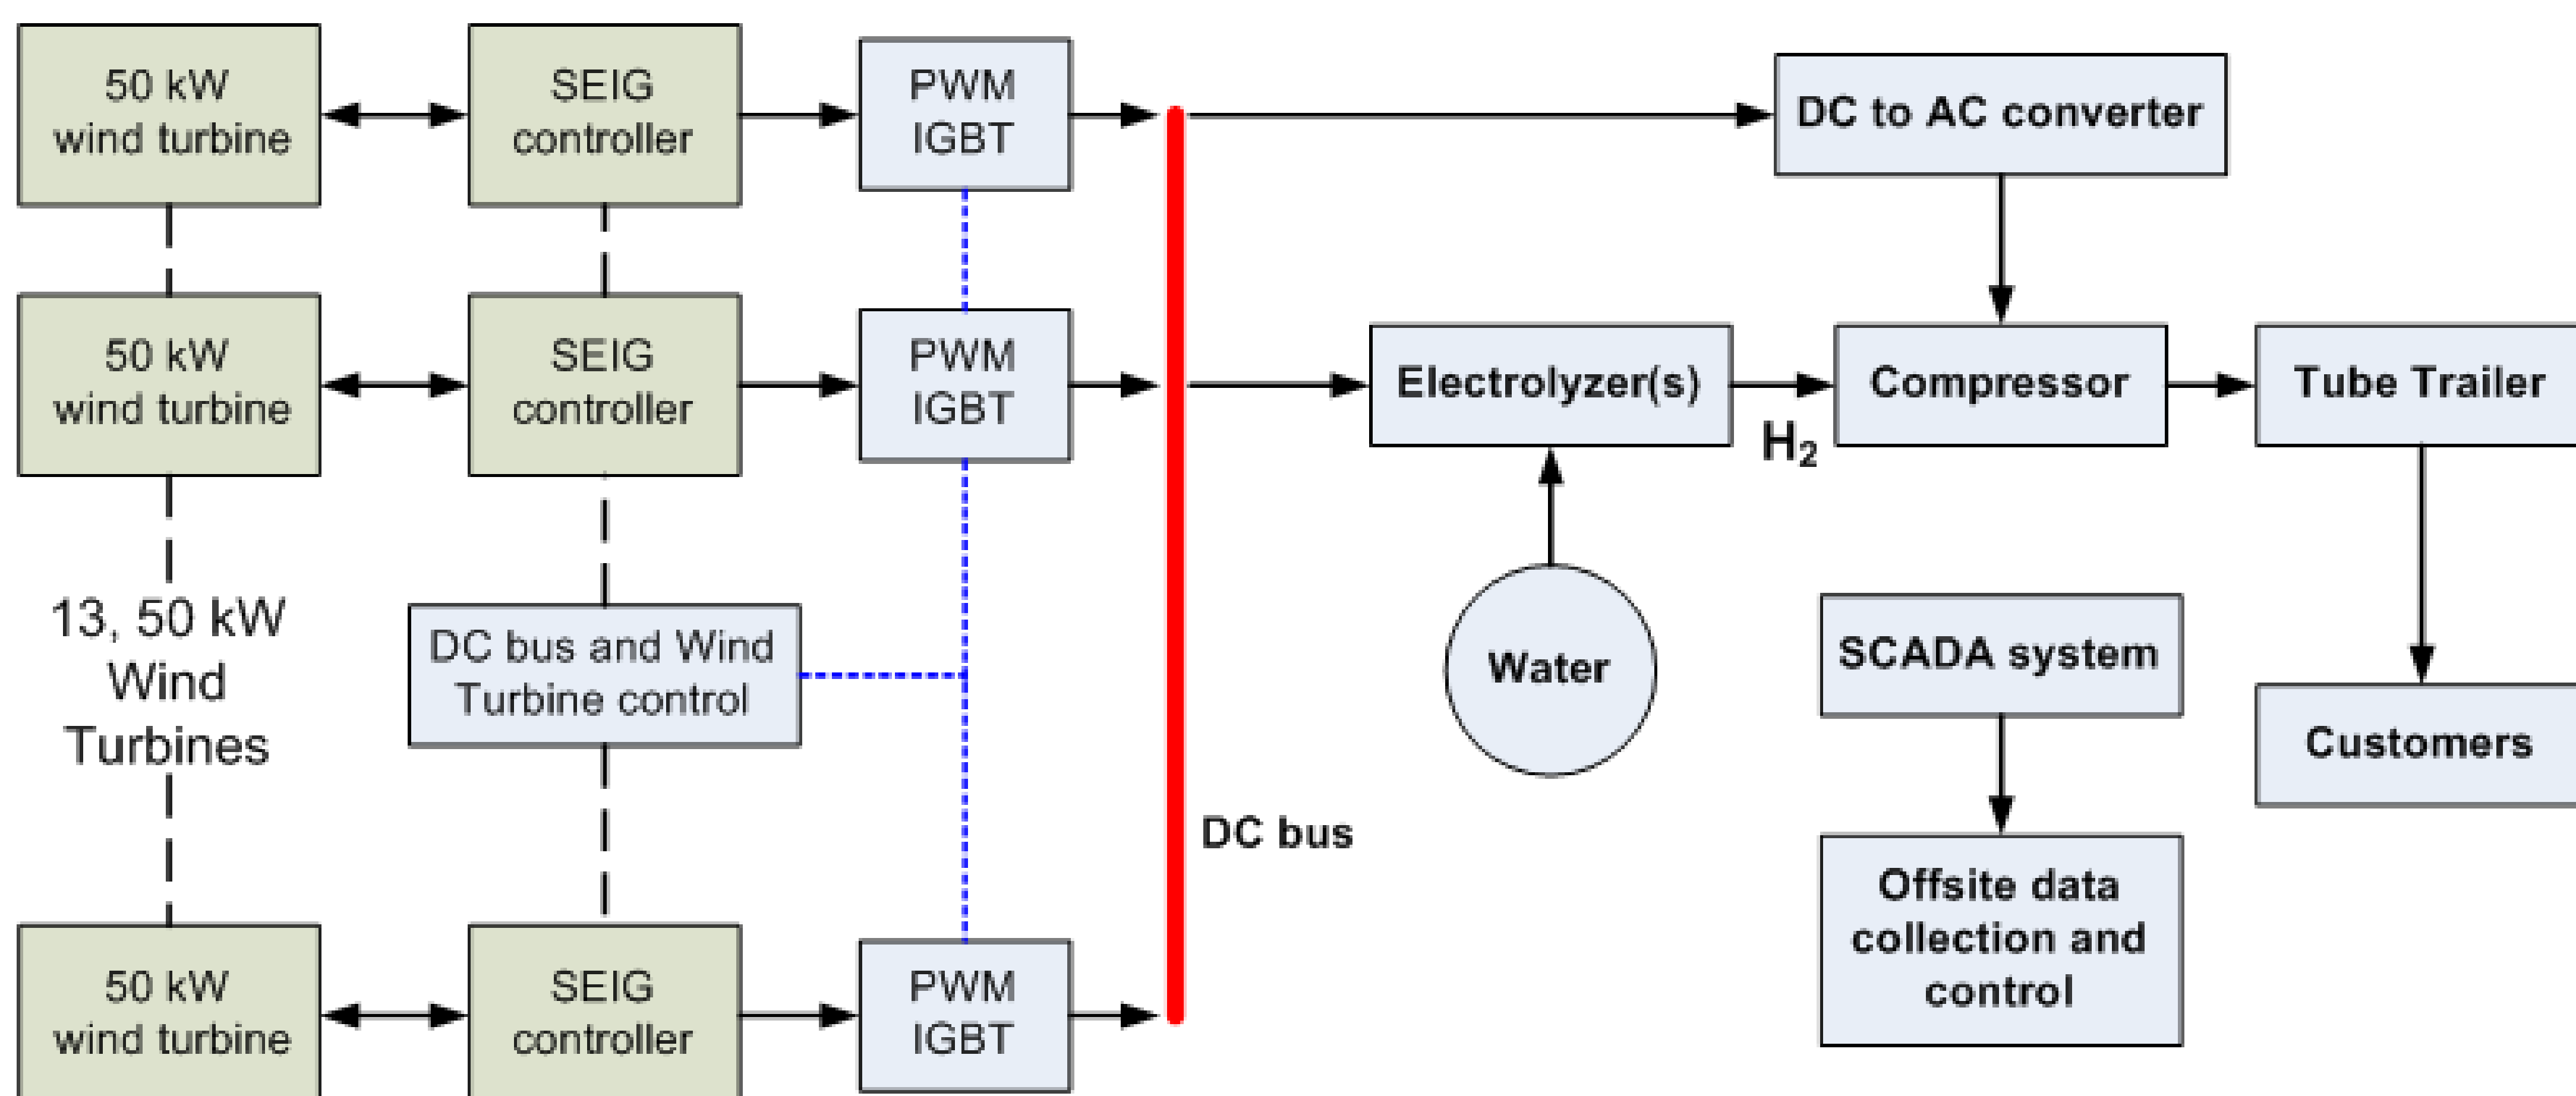 50 kW
wind turbine
SEIG
controller
PWM
IGBT
DC to AC converter
50 kW
wind turbine
SEIG
controller
PWM
IGBT
Electrolyzer(s)
H₂
Compressor
Tube Trailer
13, 50 kW
Wind
Turbines
DC bus and Wind
Turbine control
Water
SCADA system
Customers
DC bus
Offsite data
collection and
control
50 kW
wind turbine
SEIG
controller
PWM
IGBT